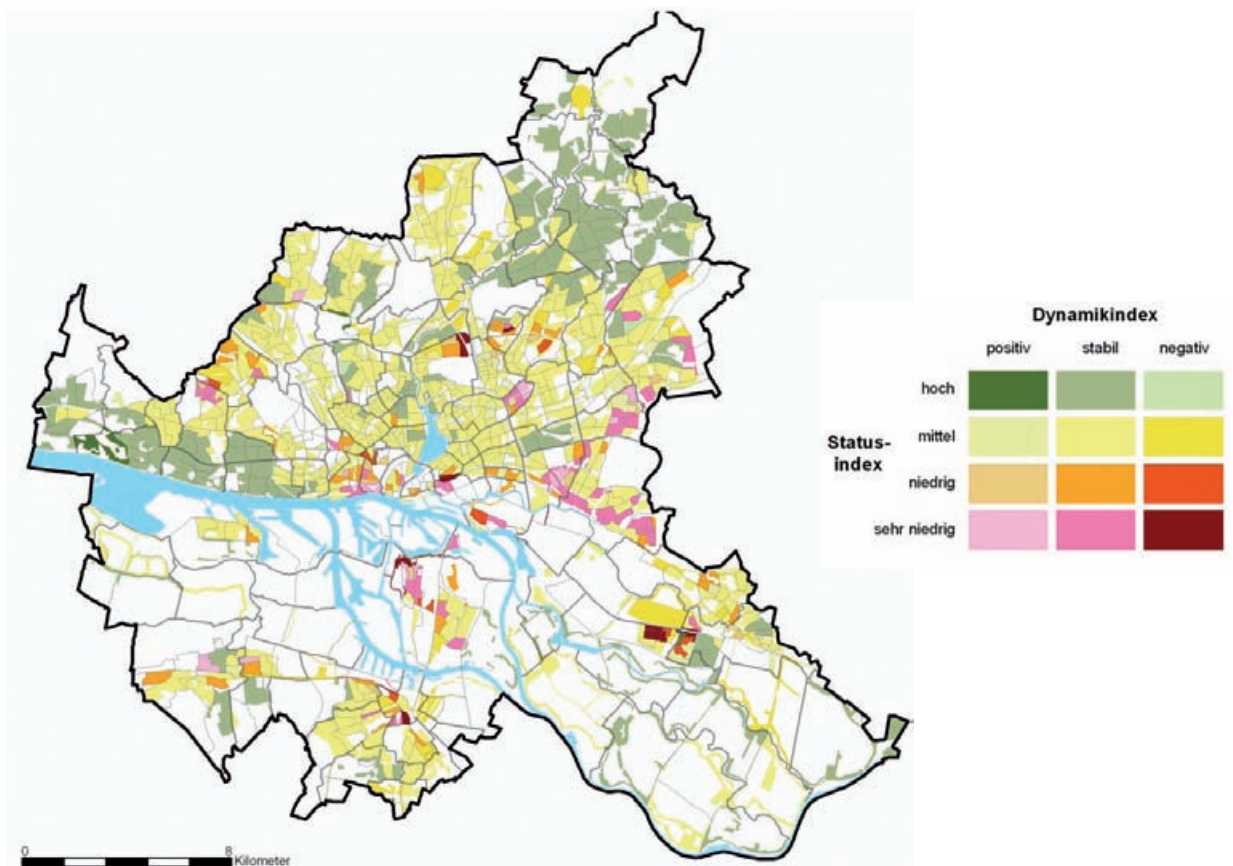 Dynamikindex
positiv stabil negativ
hoch
Status-
index
mittel
niedrig
sehr niedrig
0 8
Kilometer